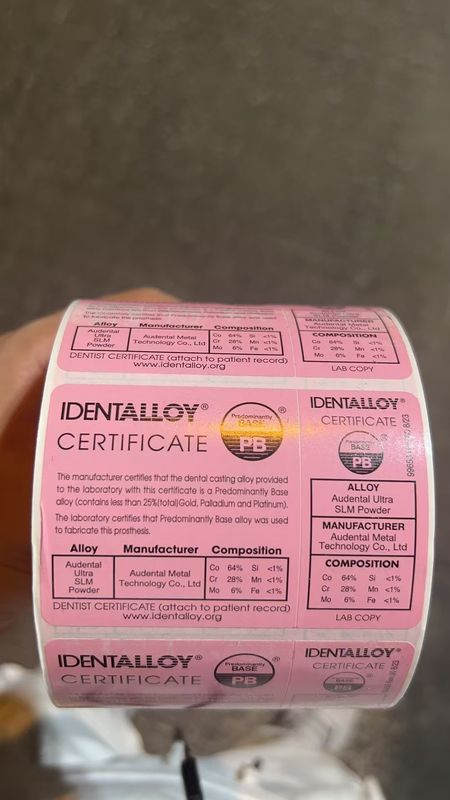 Alloy Manufacturer Composition
Audental Ultra SLM Powder
Audental Metal Technology Co., Ltd
Co 64% Si <1%
Cr 28% Mn <1%
Mo 6% Fe <1%
DENTIST CERTIFICATE (attach to patient record)
www.identalloy.org
MANUFACTURER
Audental Metal
Technology Co., Ltd
COMPOSITION
Co 64% Si <1%
Cr 28% Mn <1%
Mo 6% Fe <1%
LAB COPY
IDENTALLOY®
CERTIFICATE
Predominantly
BASE
PB
®
The manufacturer certifies that the dental casting alloy provided
to the laboratory with this certificate is a Predominantly Base
alloy (contains less than 25%(total)Gold, Palladium and Platinum).
The laboratory certifies that Predominantly Base alloy was used
to fabricate this prosthesis.
Alloy Manufacturer Composition
Audental
Ultra
SLM
Powder
Audental Metal
Technology Co., Ltd
Co 64% Si <1%
Cr 28% Mn <1%
Mo 6% Fe <1%
DENTIST CERTIFICATE (attach to patient record)
www.identalloy.org
IDENTALLOY®
CERTIFICATE
Predominantly
BASE
PB
®
ALLOY
Audental Ultra
SLM Powder
MANUFACTURER
Audental Metal
Technology Co., Ltd
COMPOSITION
Co 64% Si <1%
Cr 28% Mn <1%
Mo 6% Fe <1%
LAB COPY
IDENTALLOY®
CERTIFICATE
Predominantly
BASE
PB
®
IDENTALLOY®
CERTIFICATE
BASE
PB